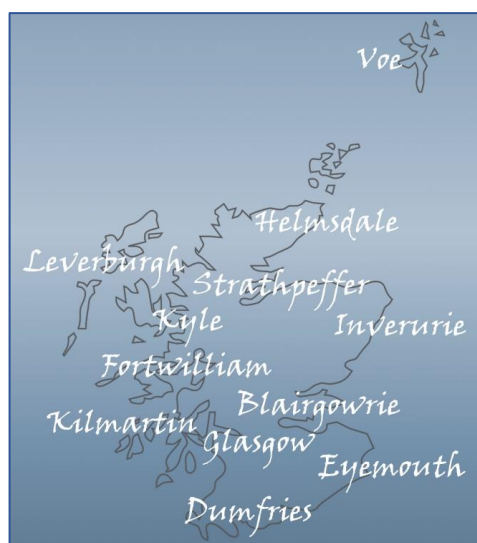 Voe
Helmsdale
Leverburgh
Strathpeffer
Kyle
Inverurie
Fortwilliam
Blairgowrie
Kilmartin
Glasgow
Eyemouth
Dumfries